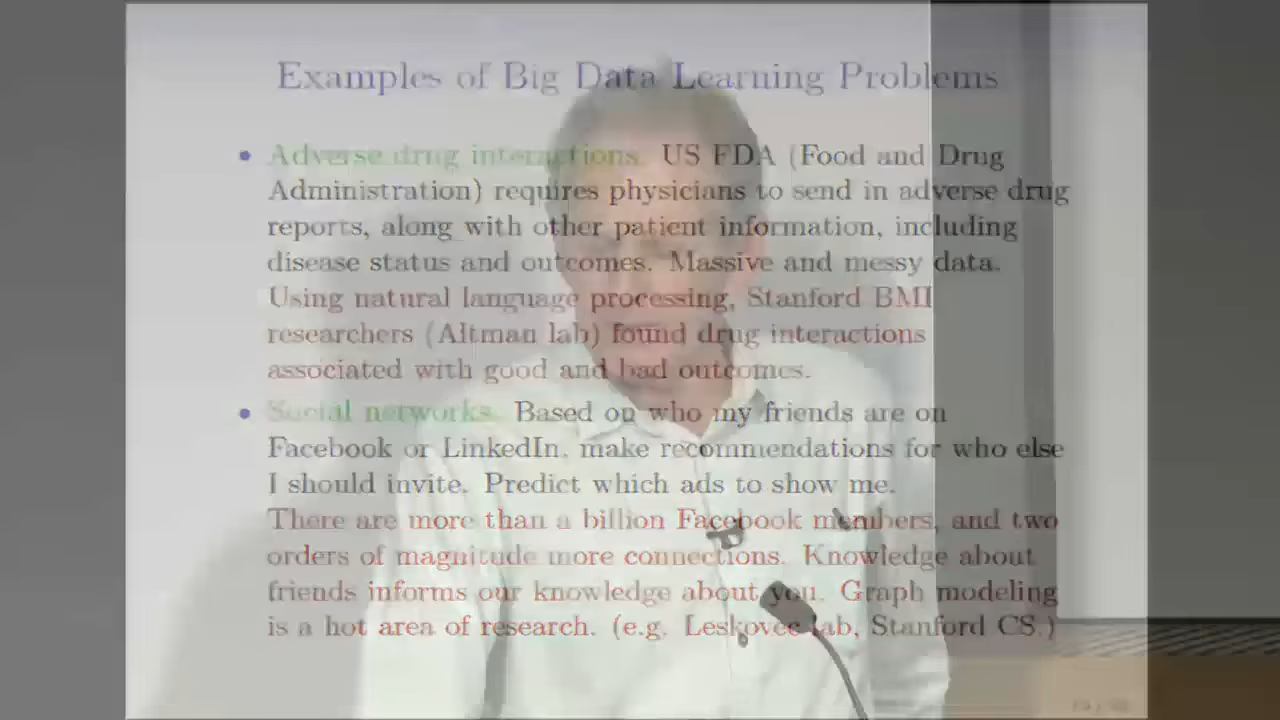 Examples of Big Data Learning Problems
• Adverse drug interactions. US FDA (Food and Drug
Administration) requires physicians to send in adverse drug
reports, along with other patient information, including
disease status and outcomes. Massive and messy data.
Using natural language processing, Stanford BMI
researchers (Altman lab) found drug interactions
associated with good and bad outcomes.
• Social networks. Based on who my friends are on
Facebook or LinkedIn, make recommendations for who else
I should invite. Predict which ads to show me.
There are more than a billion Facebook members, and two
orders of magnitude more connections. Knowledge about
friends informs our knowledge about you. Graph modeling
is a hot area of research. (e.g. Leskovec lab, Stanford CS.)